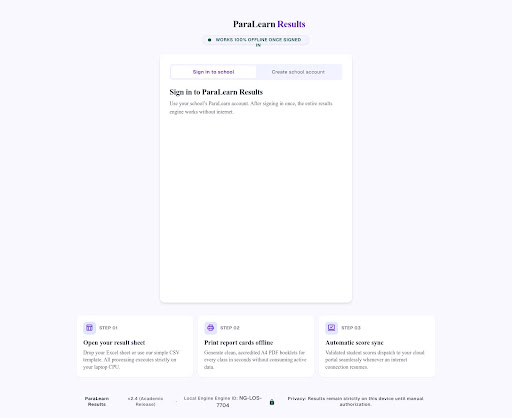 ParaLearn Results
WORKS 100% OFFLINE ONCE SIGNED
IN
Sign in to school
Create school account
Sign in to ParaLearn Results
Use your school's ParaLearn account. After signing in once, the entire results
engine works without internet.
STEP 01
Open your result sheet
Drop your Excel sheet or use our simple CSV
template. All processing executes strictly on
your laptop CPU.
STEP 02
Print report cards offline
Generate clean, accredited A4 PDF booklets for
every class in seconds without consuming active
data.
STEP 03
Automatic score sync
Validated student scores dispatch to your cloud
portal seamlessly whenever an internet
connection resumes.
ParaLearn
Results
v2.4 (Academic
Release)
·
Local Engine Engine ID: NG-LOS-
7704
Privacy: Results remain strictly on this device until manual
authorization.